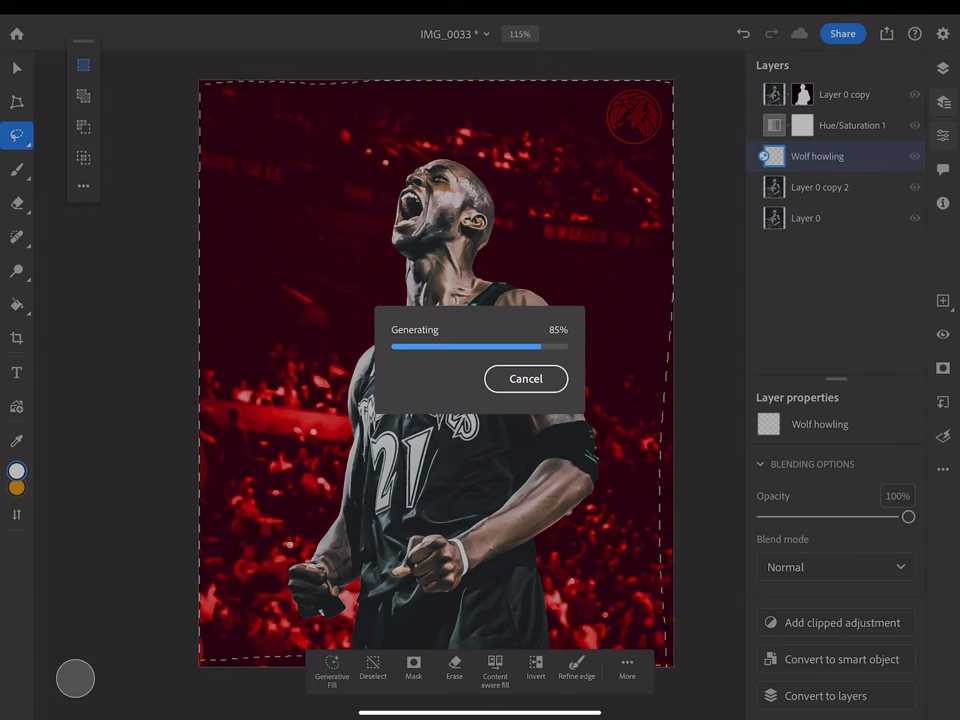 IMG_0033 *
115%
Share
Layers
Layer 0 copy
Hue/Saturation 1
Wolf howling
Layer 0 copy 2
Layer 0
Generating 85%
Cancel
21
Layer properties
Wolf howling
BLENDING OPTIONS
Opacity 100%
Blend mode
Normal
Add clipped adjustment
Convert to smart object
Convert to layers
Generative Fill
Deselect
Mask
Erase
Content aware fill
Invert
Refine edge
More